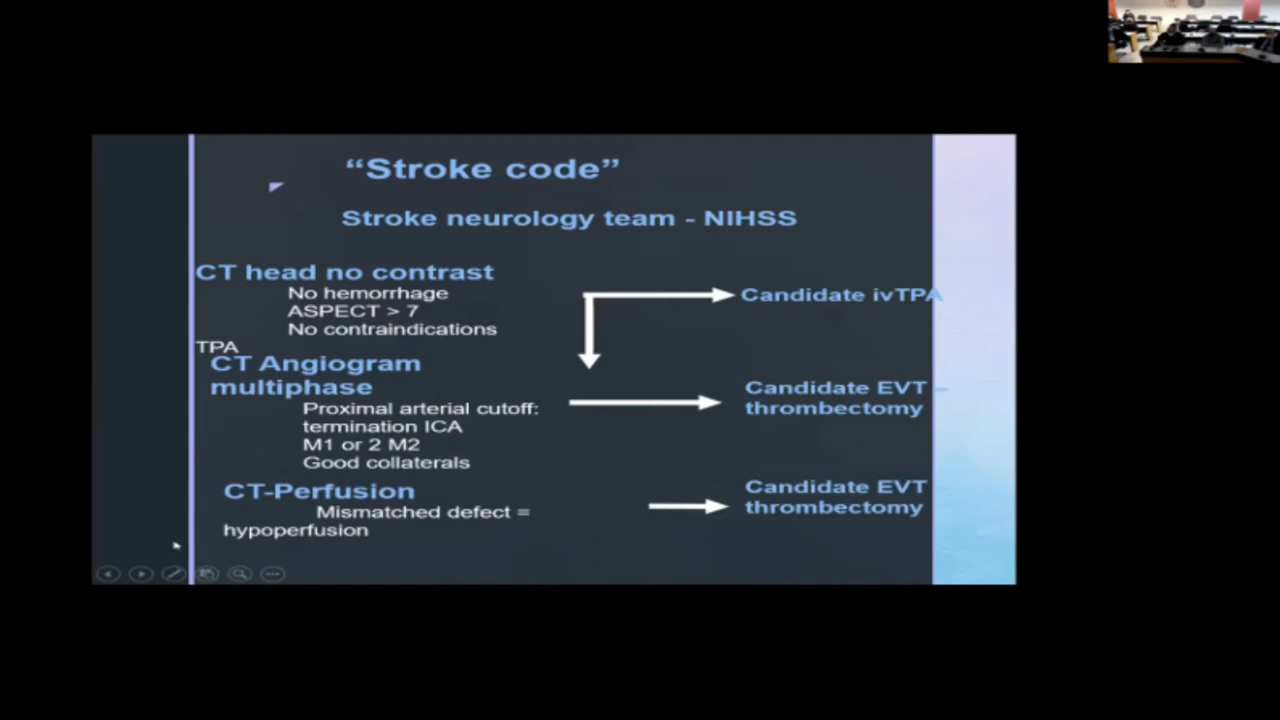 “Stroke code”
Stroke neurology team - NIHSS
CT head no contrast
No hemorrhage
ASPECT > 7
No contraindications
TPA
Candidate ivTPA
CT Angiogram
multiphase
Proximal arterial cutoff:
termination ICA
M1 or 2 M2
Good collaterals
Candidate EVT –
thrombectomy
CT-Perfusion
Mismatched defect =
hypoperfusion
Candidate EVT
thrombectomy